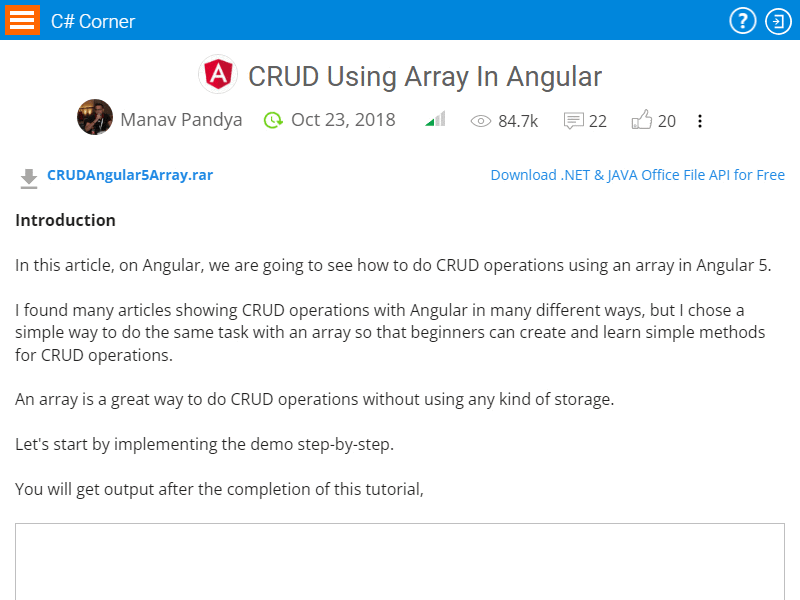 C# Corner
CRUD Using Array In Angular
Manav Pandya Oct 23, 2018 84.7k 22 20
CRUDAngular5Array.rar Download .NET & JAVA Office File API for Free
Introduction
In this article, on Angular, we are going to see how to do CRUD operations using an array in Angular 5.
I found many articles showing CRUD operations with Angular in many different ways, but I chose a
simple way to do the same task with an array so that beginners can create and learn simple methods
for CRUD operations.
An array is a great way to do CRUD operations without using any kind of storage.
Let's start by implementing the demo step-by-step.
You will get output after the completion of this tutorial,